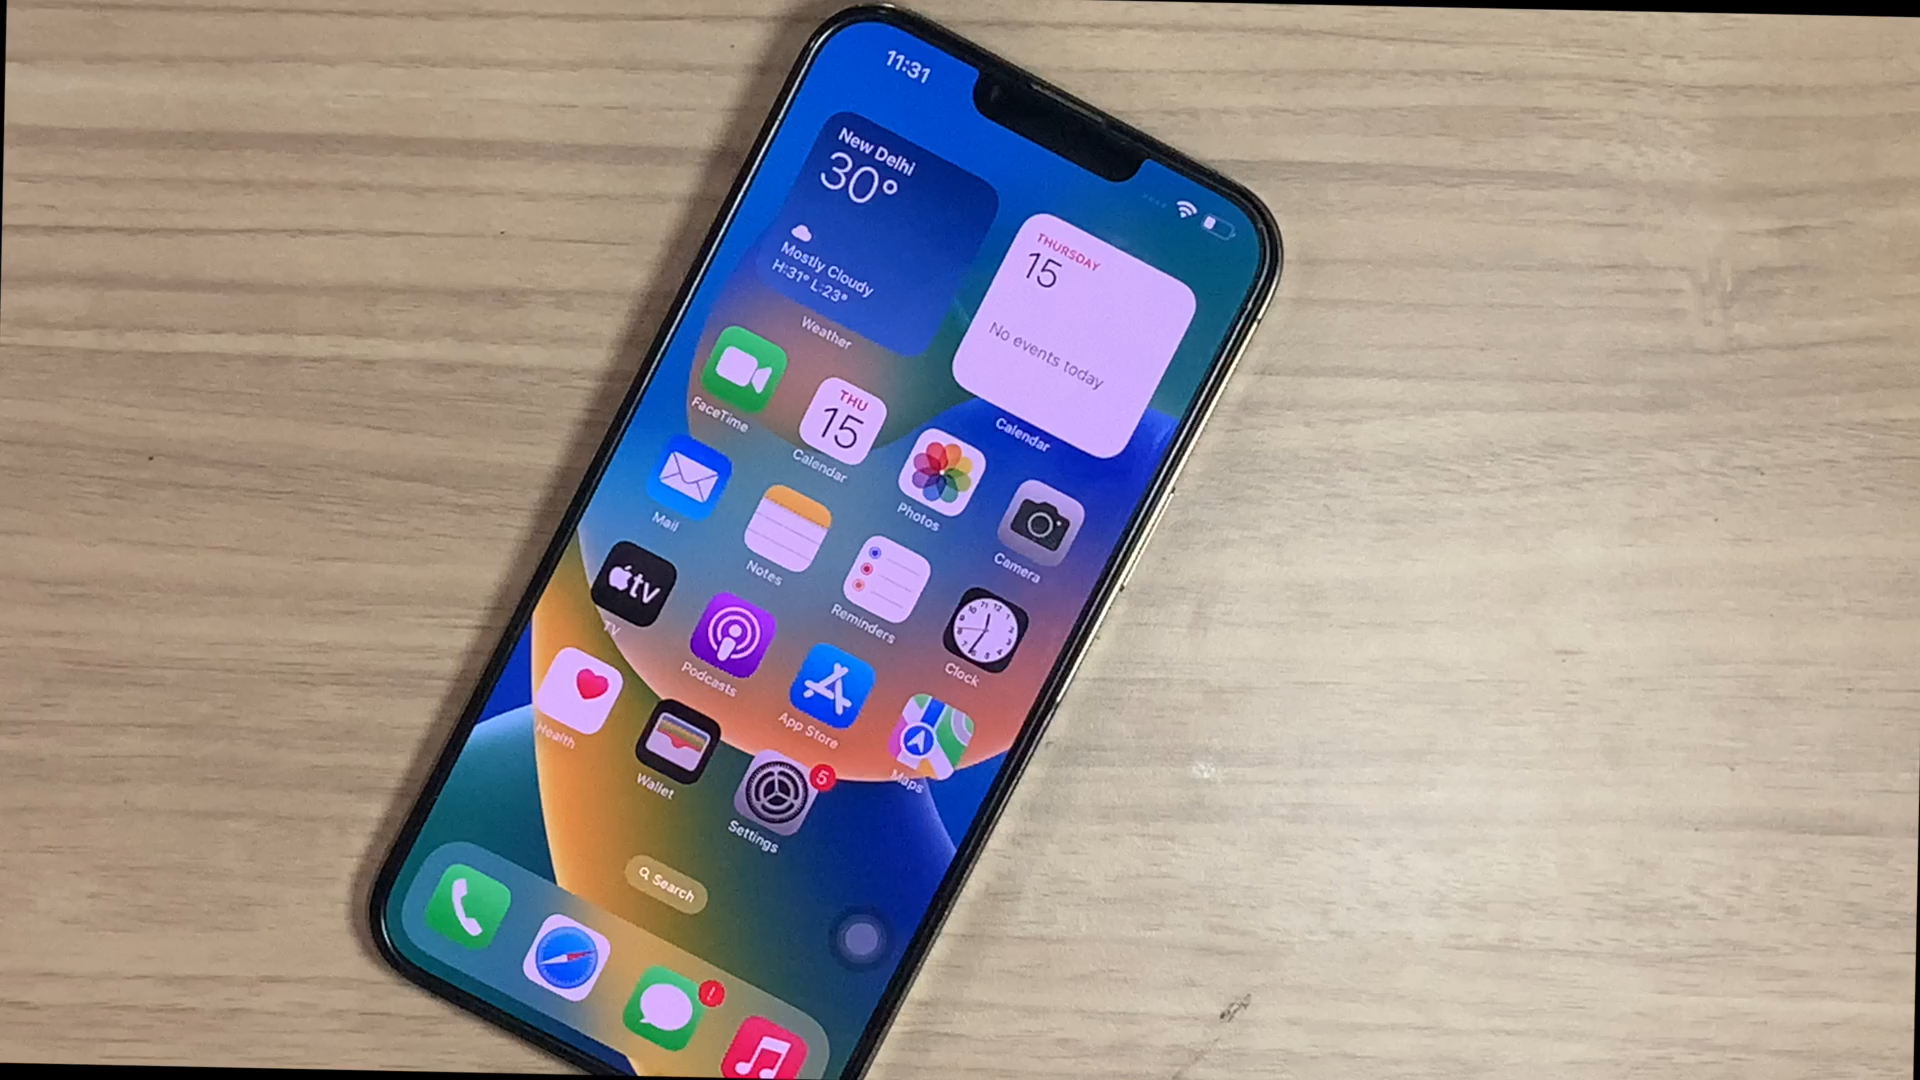 11:31
New Delhi
30°
Mostly Cloudy
H:31° L:23°
Weather
THURSDAY
15
No events today
Calendar
FaceTime
THU
15
Calendar
Photos
Camera
Mail
Notes
Reminders
Clock
tv
TV
Podcasts
App Store
Maps
Health
Wallet
5
Settings
Search
!